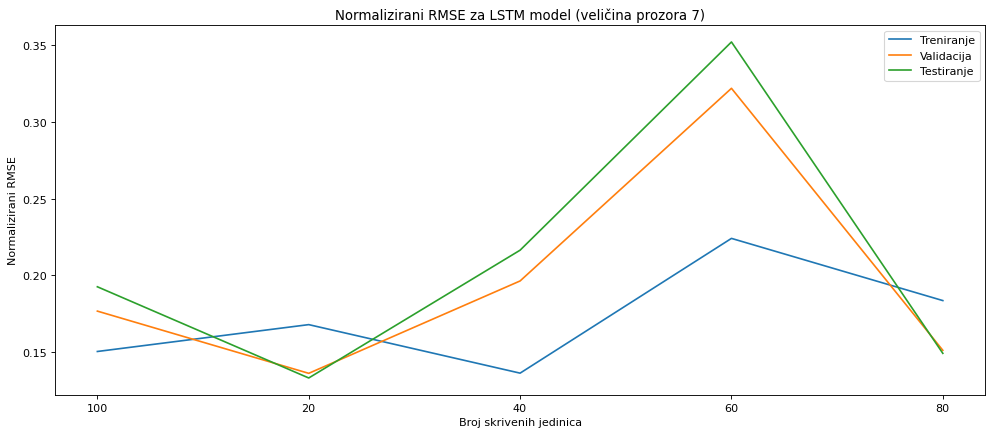 Normalizirani RMSE za LSTM model (veličina prozora 7)
Treniranje
Validacija
Testiranje
Normalizirani RMSE
0.35
0.30
0.25
0.20
0.15
100 20 40 60 80
Broj skrivenih jedinica